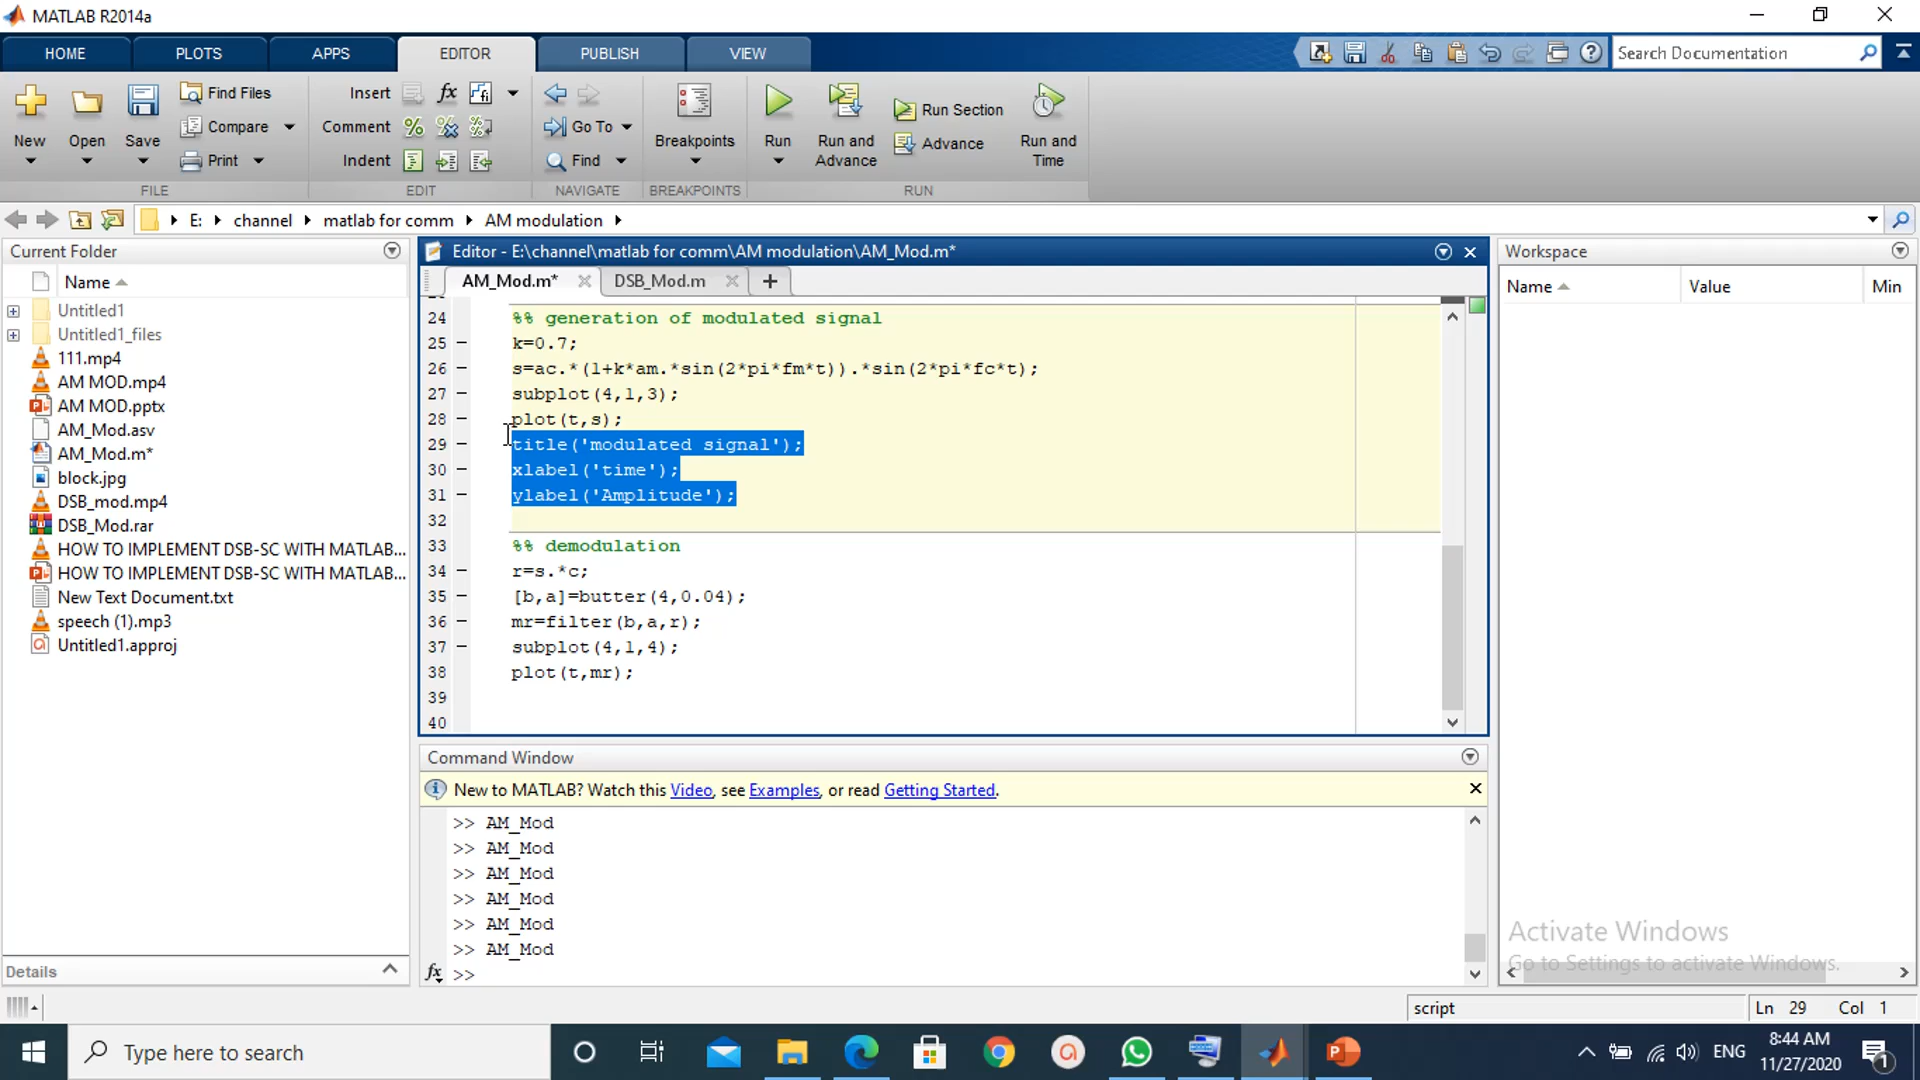 MATLAB R2014a
HOME
PLOTS
APPS
EDITOR
PUBLISH
VIEW
Search Documentation
New
Open
Save
Find Files
Compare
Print
Insert
Comment
Indent
Go To
Find
Breakpoints
Run
Run and Advance
Run Section
Advance
Run and Time
FILE
EDIT
NAVIGATE
BREAKPOINTS
RUN
E: channel matlab for comm AM modulation
Current Folder
Name
Untitled1
Untitled1_files
111.mp4
AM MOD.mp4
AM MOD.pptx
AM_Mod.asv
AM_Mod.m*
block.jpg
DSB_mod.mp4
DSB_Mod.rar
HOW TO IMPLEMENT DSB-SC WITH MATLAB...
HOW TO IMPLEMENT DSB-SC WITH MATLAB...
New Text Document.txt
speech (1).mp3
Untitled1.approj
Details
Editor - E:\channel\matlab for comm\AM modulation\AM_Mod.m*
AM_Mod.m*
DSB_Mod.m
24 %% generation of modulated signal
25 k=0.7;
26 s=ac.*(1+k*am.*sin(2*pi*fm*t)).*sin(2*pi*fc*t);
27 subplot(4,1,3);
28 plot(t,s);
29 title('modulated signal');
30 xlabel('time');
31 ylabel('Amplitude');
32
33 %% demodulation
34 r=s.*c;
35 [b,a]=butter(4,0.04);
36 mr=filter(b,a,r);
37 subplot(4,1,4);
38 plot(t,mr);
39
40
Command Window
New to MATLAB? Watch this Video, see Examples, or read Getting Started.
>> AM_Mod
>> AM_Mod
>> AM_Mod
>> AM_Mod
>> AM_Mod
>> AM_Mod
fx >>
Workspace
Name Value Min
Activate Windows
Go to Settings to activate Windows.
script
Ln 29 Col 1
Type here to search
ENG
8:44 AM
11/27/2020
1